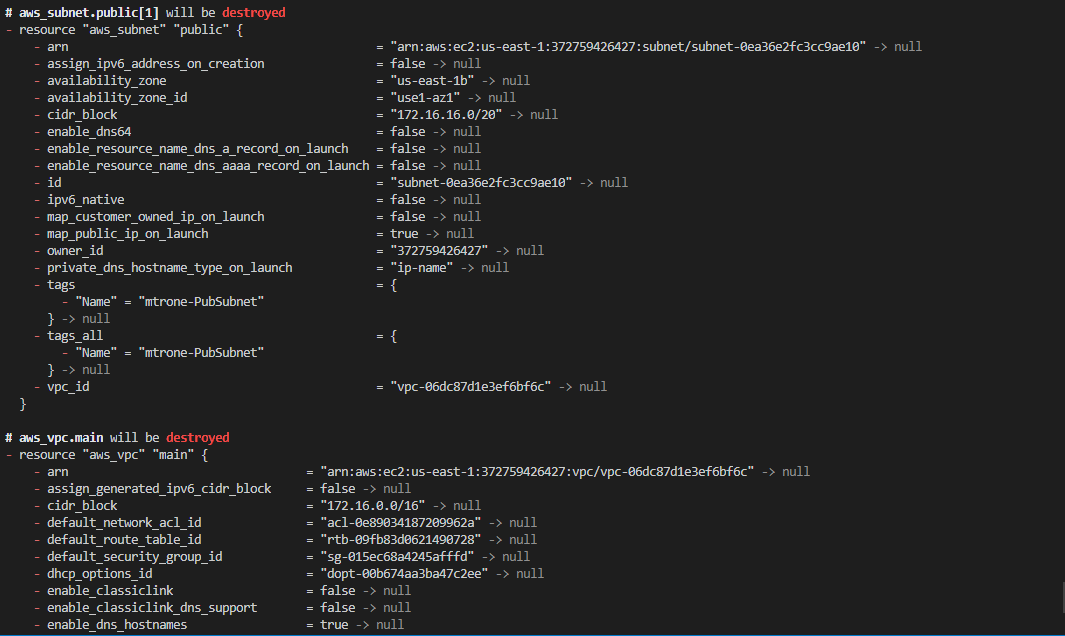 # aws_subnet.public[1] will be destroyed
- resource "aws_subnet" "public" {
- arn = "arn:aws:ec2:us-east-1:372759426427:subnet/subnet-0ea36e2fc3cc9ae10" -> null
- assign_ipv6_address_on_creation = false -> null
- availability_zone = "us-east-1b" -> null
- availability_zone_id = "use1-az1" -> null
- cidr_block = "172.16.16.0/20" -> null
- enable_dns64 = false -> null
- enable_resource_name_dns_a_record_on_launch = false -> null
- enable_resource_name_dns_aaaa_record_on_launch = false -> null
- id = "subnet-0ea36e2fc3cc9ae10" -> null
- ipv6_native = false -> null
- map_customer_owned_ip_on_launch = false -> null
- map_public_ip_on_launch = true -> null
- owner_id = "372759426427" -> null
- private_dns_hostname_type_on_launch = "ip-name" -> null
- tags = {
- "Name" = "mtrone-PubSubnet"
} -> null
- tags_all = {
- "Name" = "mtrone-PubSubnet"
} -> null
- vpc_id = "vpc-06dc87d1e3ef6bf6c" -> null
}
# aws_vpc.main will be destroyed
- resource "aws_vpc" "main" {
- arn = "arn:aws:ec2:us-east-1:372759426427:vpc/vpc-06dc87d1e3ef6bf6c" -> null
- assign_generated_ipv6_cidr_block = false -> null
- cidr_block = "172.16.0.0/16" -> null
- default_network_acl_id = "acl-0e89034187209962a" -> null
- default_route_table_id = "rtb-09fb83d0621490728" -> null
- default_security_group_id = "sg-015ec68a4245afffd" -> null
- dhcp_options_id = "dopt-00b674aa3ba47c2ee" -> null
- enable_classiclink = false -> null
- enable_classiclink_dns_support = false -> null
- enable_dns_hostnames = true -> null